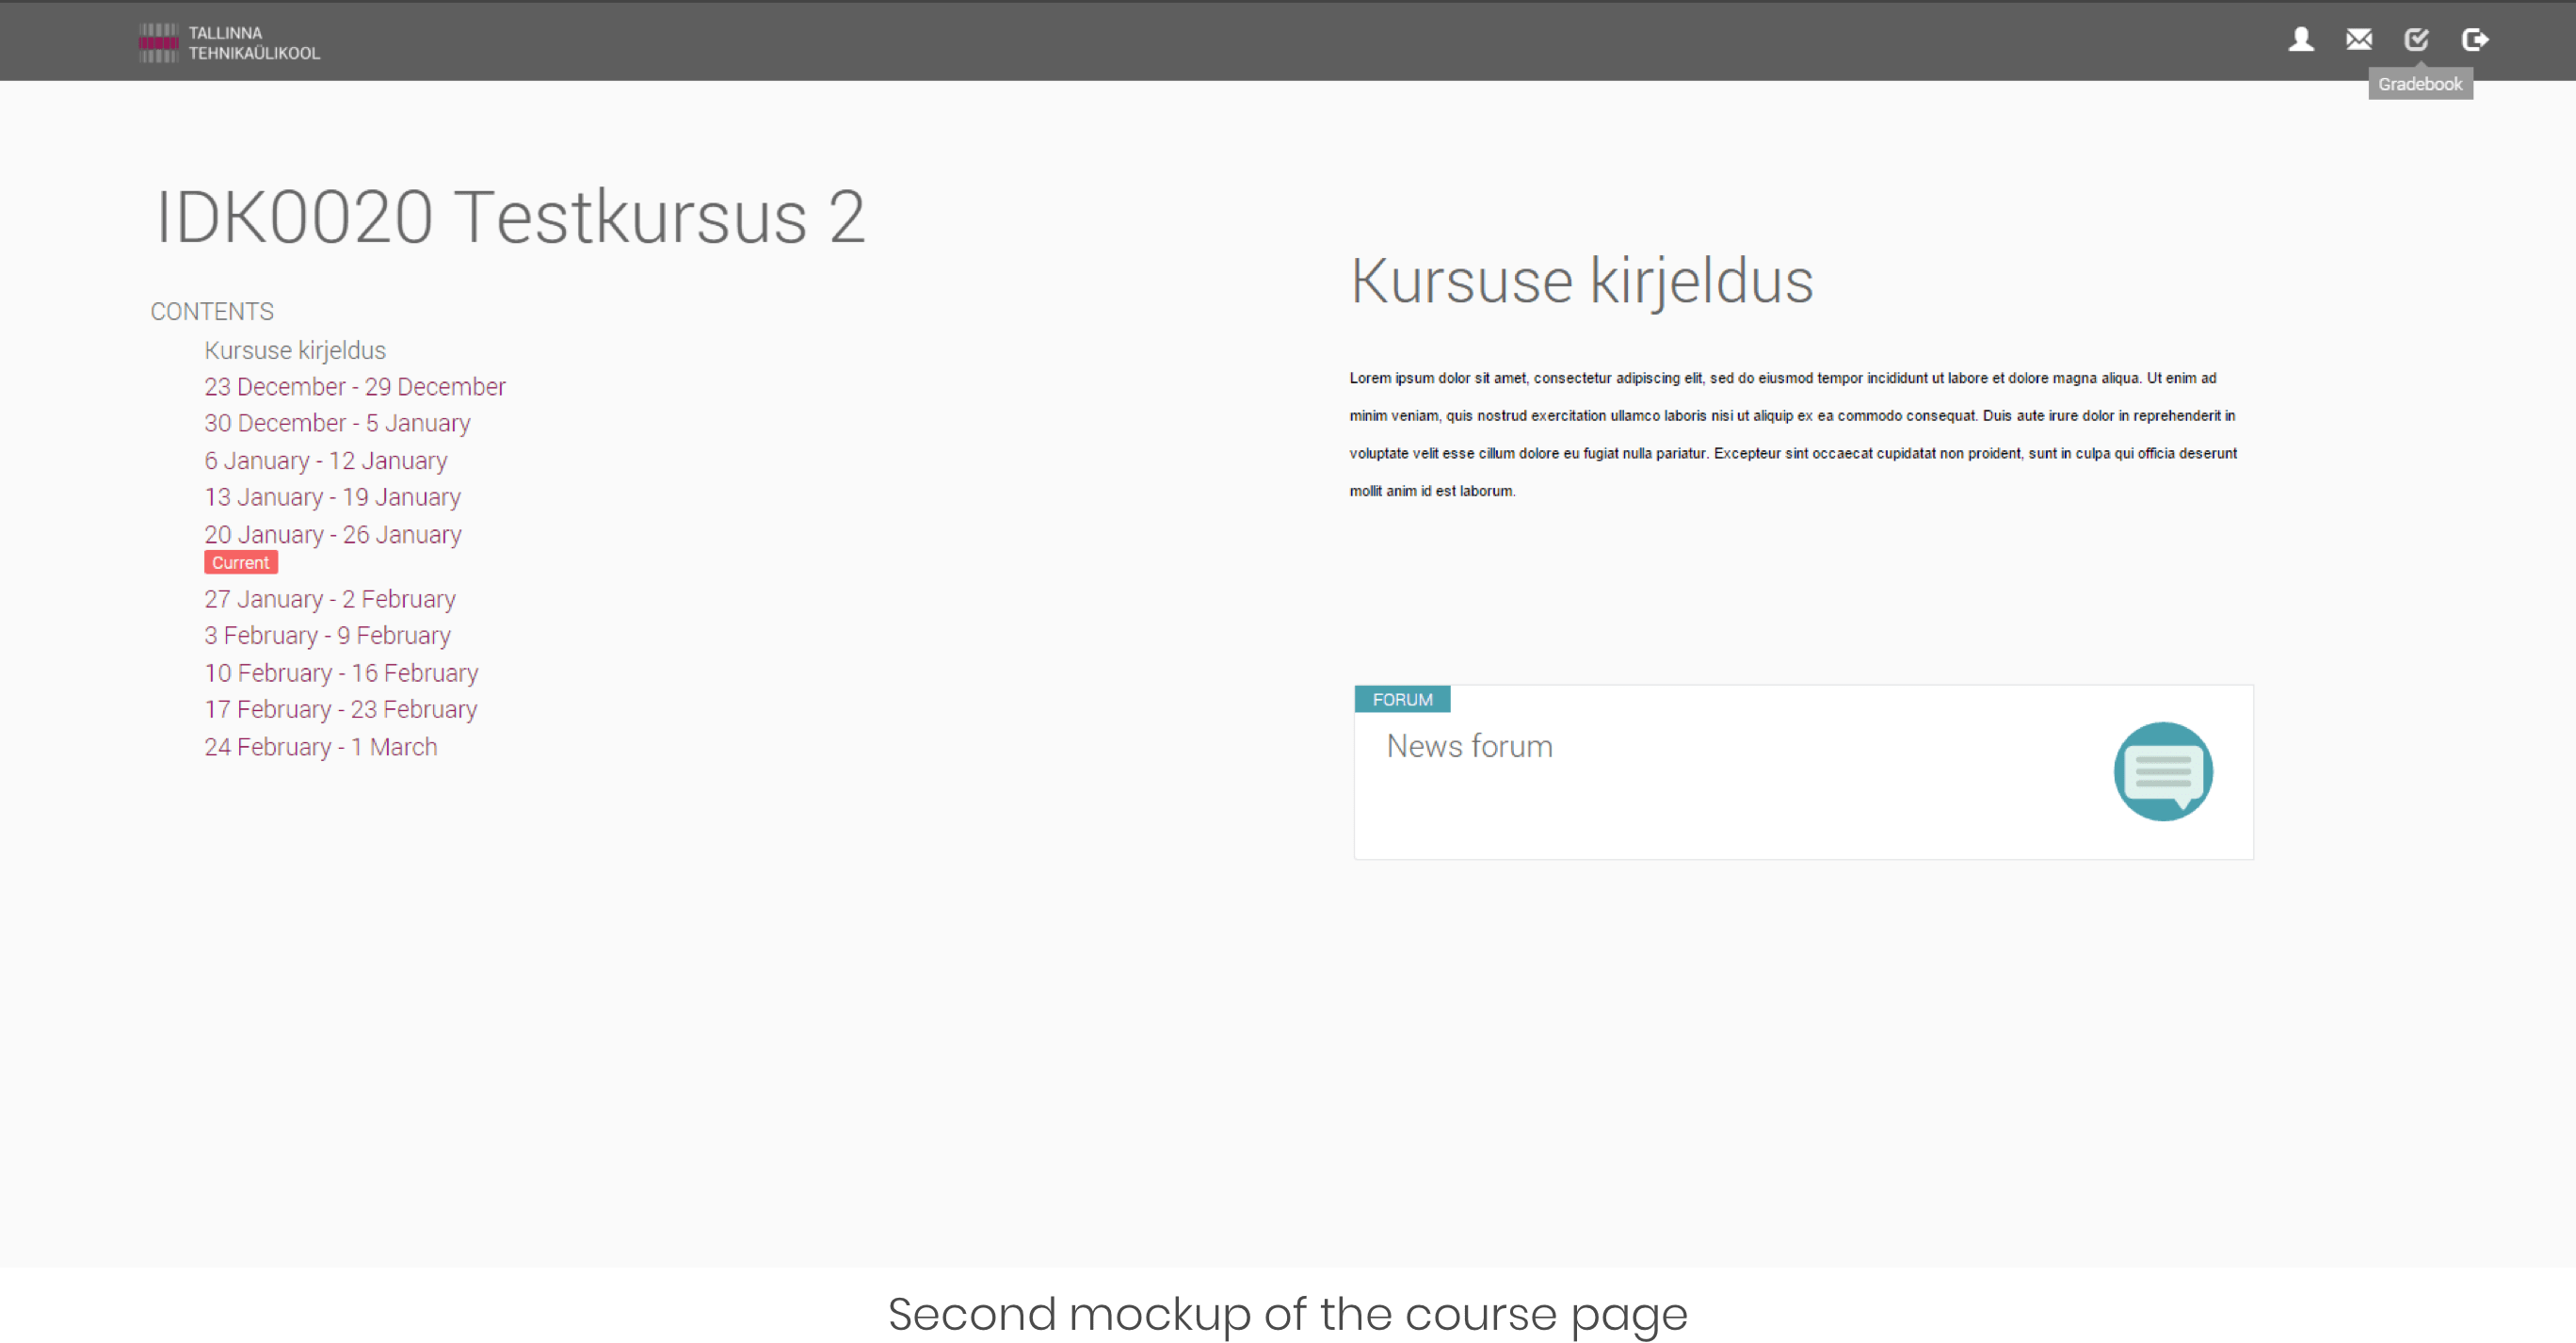 TALLINNA
TEHNIKAÜLIKOOL
Gradebook
IDK0020 Testkursus 2
CONTENTS
Kursuse kirjeldus
23 December - 29 December
30 December - 5 January
6 January - 12 January
13 January - 19 January
20 January - 26 January
Current
27 January - 2 February
3 February - 9 February
10 February - 16 February
17 February - 23 February
24 February - 1 March
Kursuse kirjeldus
Lorem ipsum dolor sit amet, consectetur adipiscing elit, sed do eiusmod tempor incididunt ut labore et dolore magna aliqua. Ut enim ad
minim veniam, quis nostrud exercitation ullamco laboris nisi ut aliquip ex ea commodo consequat. Duis aute irure dolor in reprehenderit in
voluptate velit esse cillum dolore eu fugiat nulla pariatur. Excepteur sint occaecat cupidatat non proident, sunt in culpa qui officia deserunt
mollit anim id est laborum.
FORUM
News forum
Second mockup of the course page